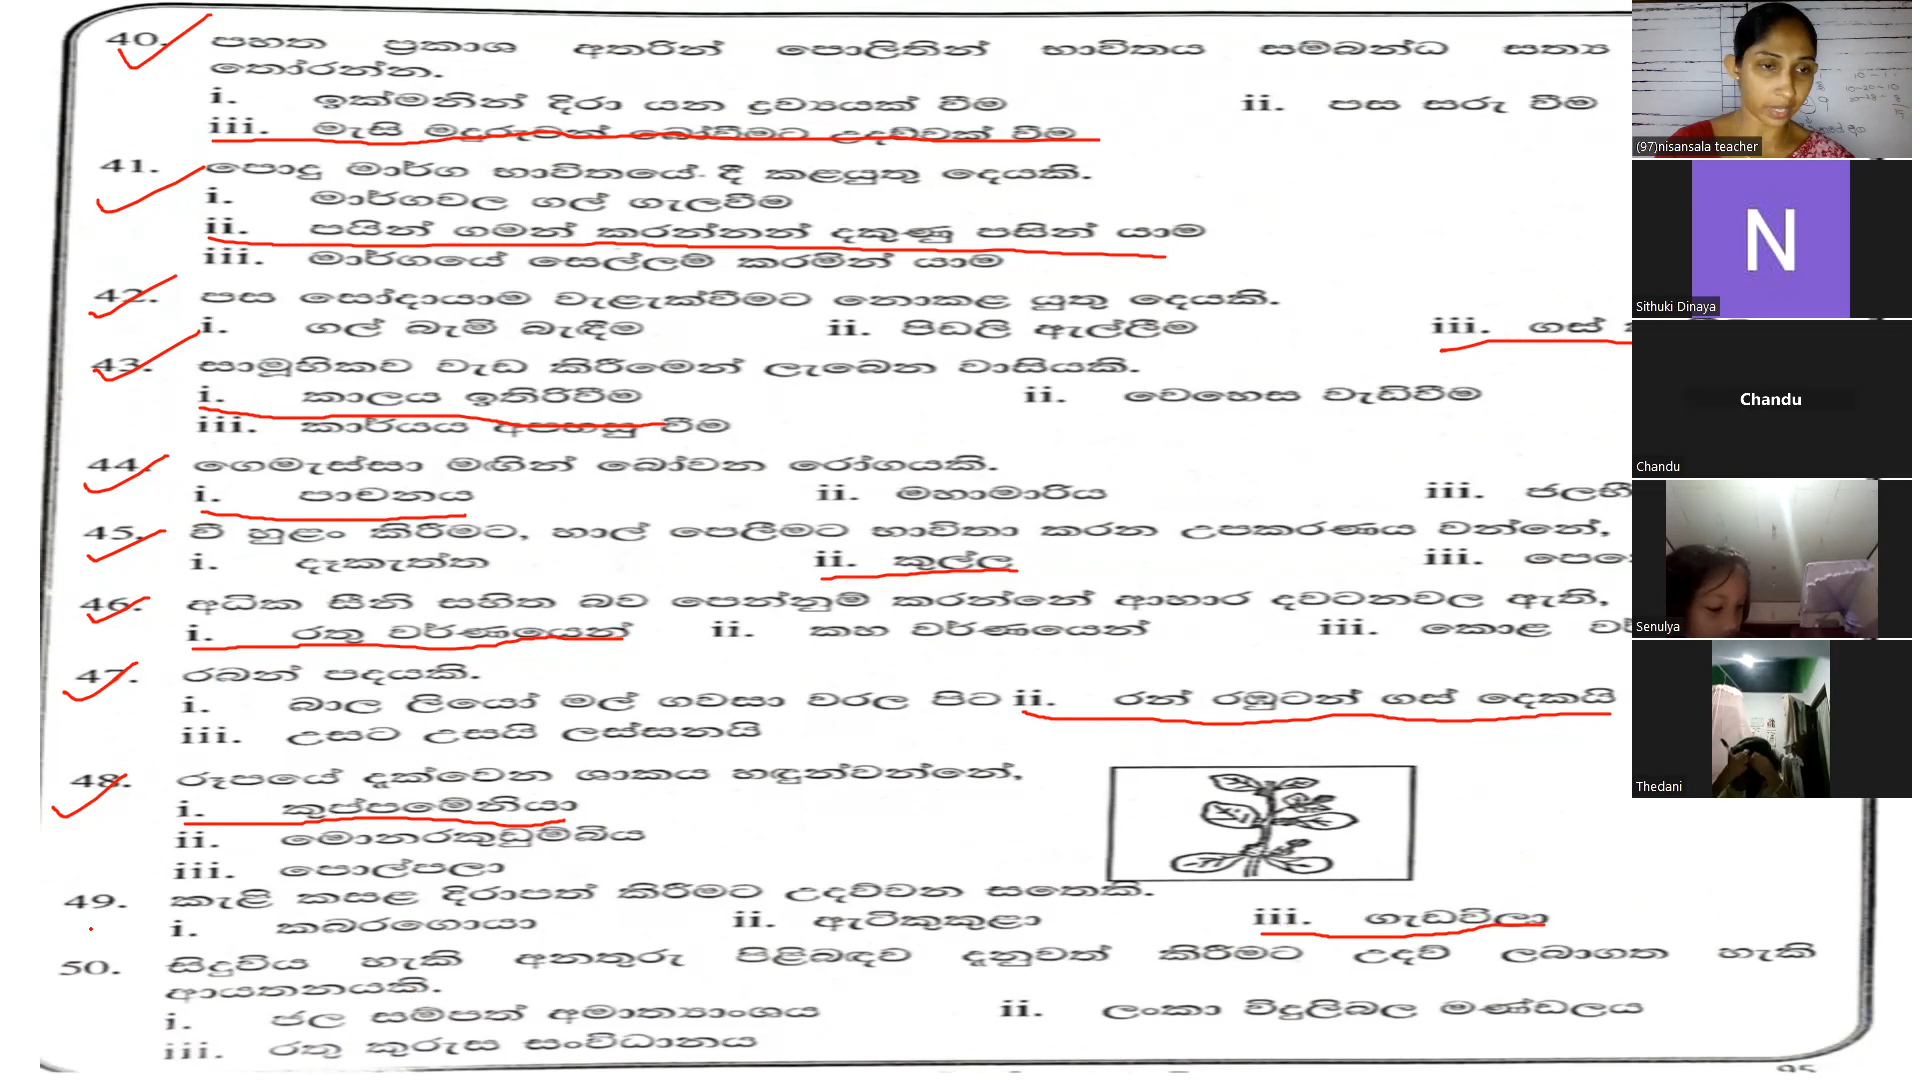 40. පහත ප්‍රකාශ අතරින් පොලිතින් භාවිතය සම්බන්ධ සත්‍ය
තෝරන්න.
i. ඉක්මනින් දිරා යන ද්‍රව්‍යයක් වීම ii. පස සරු වීම
iii. මැසි මදුරුවන් බෝවීමට උදව්වක් වීම
41. පොදු මාර්ග භාවිතයේ දී කළයුතු දෙයකි.
i. මාර්ගවල ගල් ගැලවීම
ii. පයින් ගමන් කරන්නන් දකුණු පසින් යාම
iii. මාර්ගයේ සෙල්ලම් කරමින් යාම
42. පස සෝදායාම වැළැක්වීමට නොකළ යුතු දෙයකි.
i. ගල් බැමි බැඳීම ii. පිඩලි ඇල්ලීම iii. ගස්
43. සාමූහිකව වැඩ කිරීමෙන් ලැබෙන වාසියකි.
i. කාලය ඉතිරිවීම ii. වෙහෙස වැඩිවීම
iii. කාර්යය අපහසු වීම
44. ගෙමැස්සා මඟින් බෝවන රෝගයකි.
i. පාචනය ii. මහාමාරිය iii.
45. වී හුළං කිරීමට, හාල් පෙලීමට භාවිතා කරන උපකරණය වන්නේ,
i. දෑකැත්ත ii. කුල්ල iii.
46. අධික සීනි සහිත බව පෙන්නුම් කරන්නේ ආහාර දවටනවල ඇති,
i. රතු වර්ණයෙන් ii. කහ වර්ණයෙන් iii. කොළ
47. රබන් පදයකි.
i. බාල ලියෝ මල් ගවසා වරල පිට ii. රන් රඹුටන් ගස් දෙකයි
iii. උසට උසයි ලස්සනයි
48. රූපයේ දැක්වෙන ශාකය හඳුන්වන්නේ,
i. කුප්පමේනියා
ii. මොනරකුඩුම්බිය
iii. පොල්පලා
49. කැළි කසළ දිරාපත් කිරීමට උදව්වන සතෙකි.
i. කබරගොයා ii. ඇටිකුකුළා iii. ගැඩවිලා
50. සිදුවිය හැකි අනතුරු පිළිබඳව දැනුවත් කිරීමට උදව් ලබාගත හැකි
ආයතනයකි.
i. ජල සම්පත් අමාත්‍යාංශය ii. ලංකා විදුලිබල මණ්ඩලය
iii. රතු කුරුස සංවිධානය
(97)nisansala teacher
N
Sithuki Dinaya
Chandu
Chandu
Senulya
Thedani